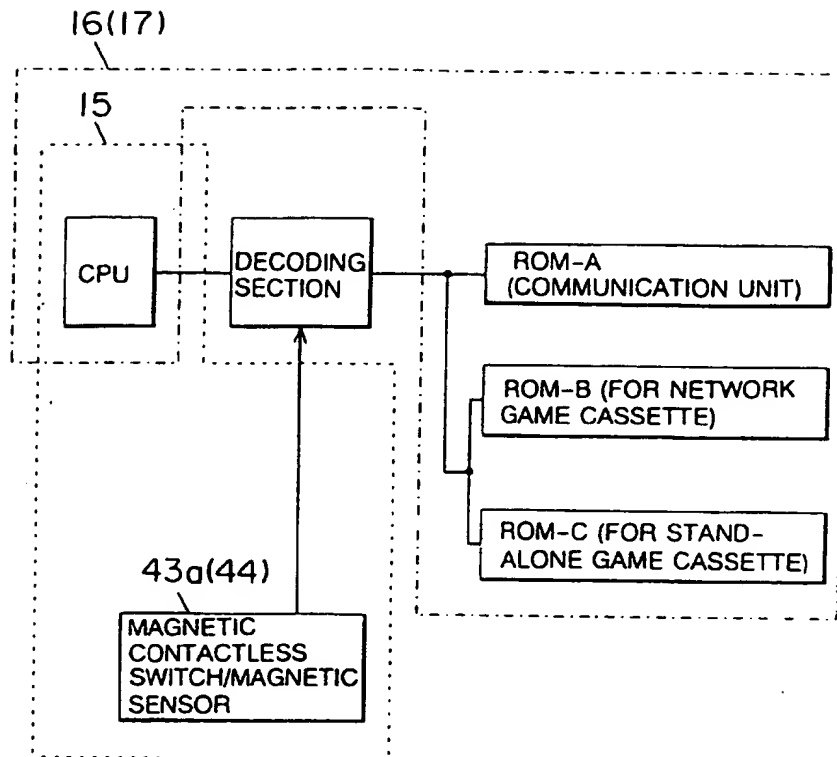 16(17)
15
CPU
DECODING
SECTION
ROM-A
(COMMUNICATION UNIT)
ROM-B (FOR NETWORK
GAME CASSETTE)
ROM-C (FOR STAND-
ALONE GAME CASSETTE)
43a(44)
MAGNETIC
CONTACTLESS
SWITCH/MAGNETIC
SENSOR